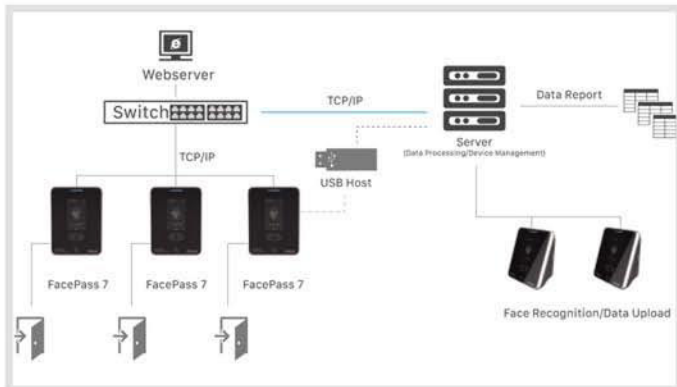 Webserver
Switch
TCP/IP
Data Report
Server
(Data Processing/Device Management)
TCP/IP
USB Host
FacePass 7
FacePass 7
FacePass 7
Face Recognition/Data Upload